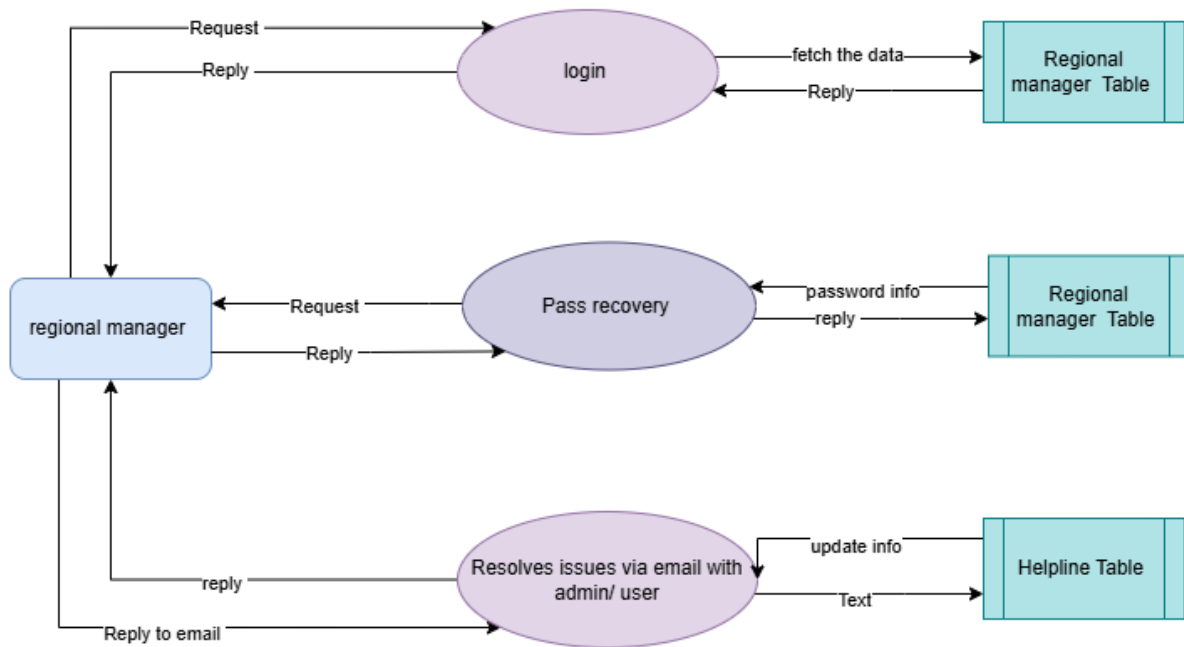 Request
Reply
login
fetch the data
Reply
Regional
manager Table
regional manager
Request
Reply
Pass recovery
password info
reply
Regional
manager Table
reply
Reply to email
Resolves issues via email with
admin/ user
update info
Text
Helpline Table